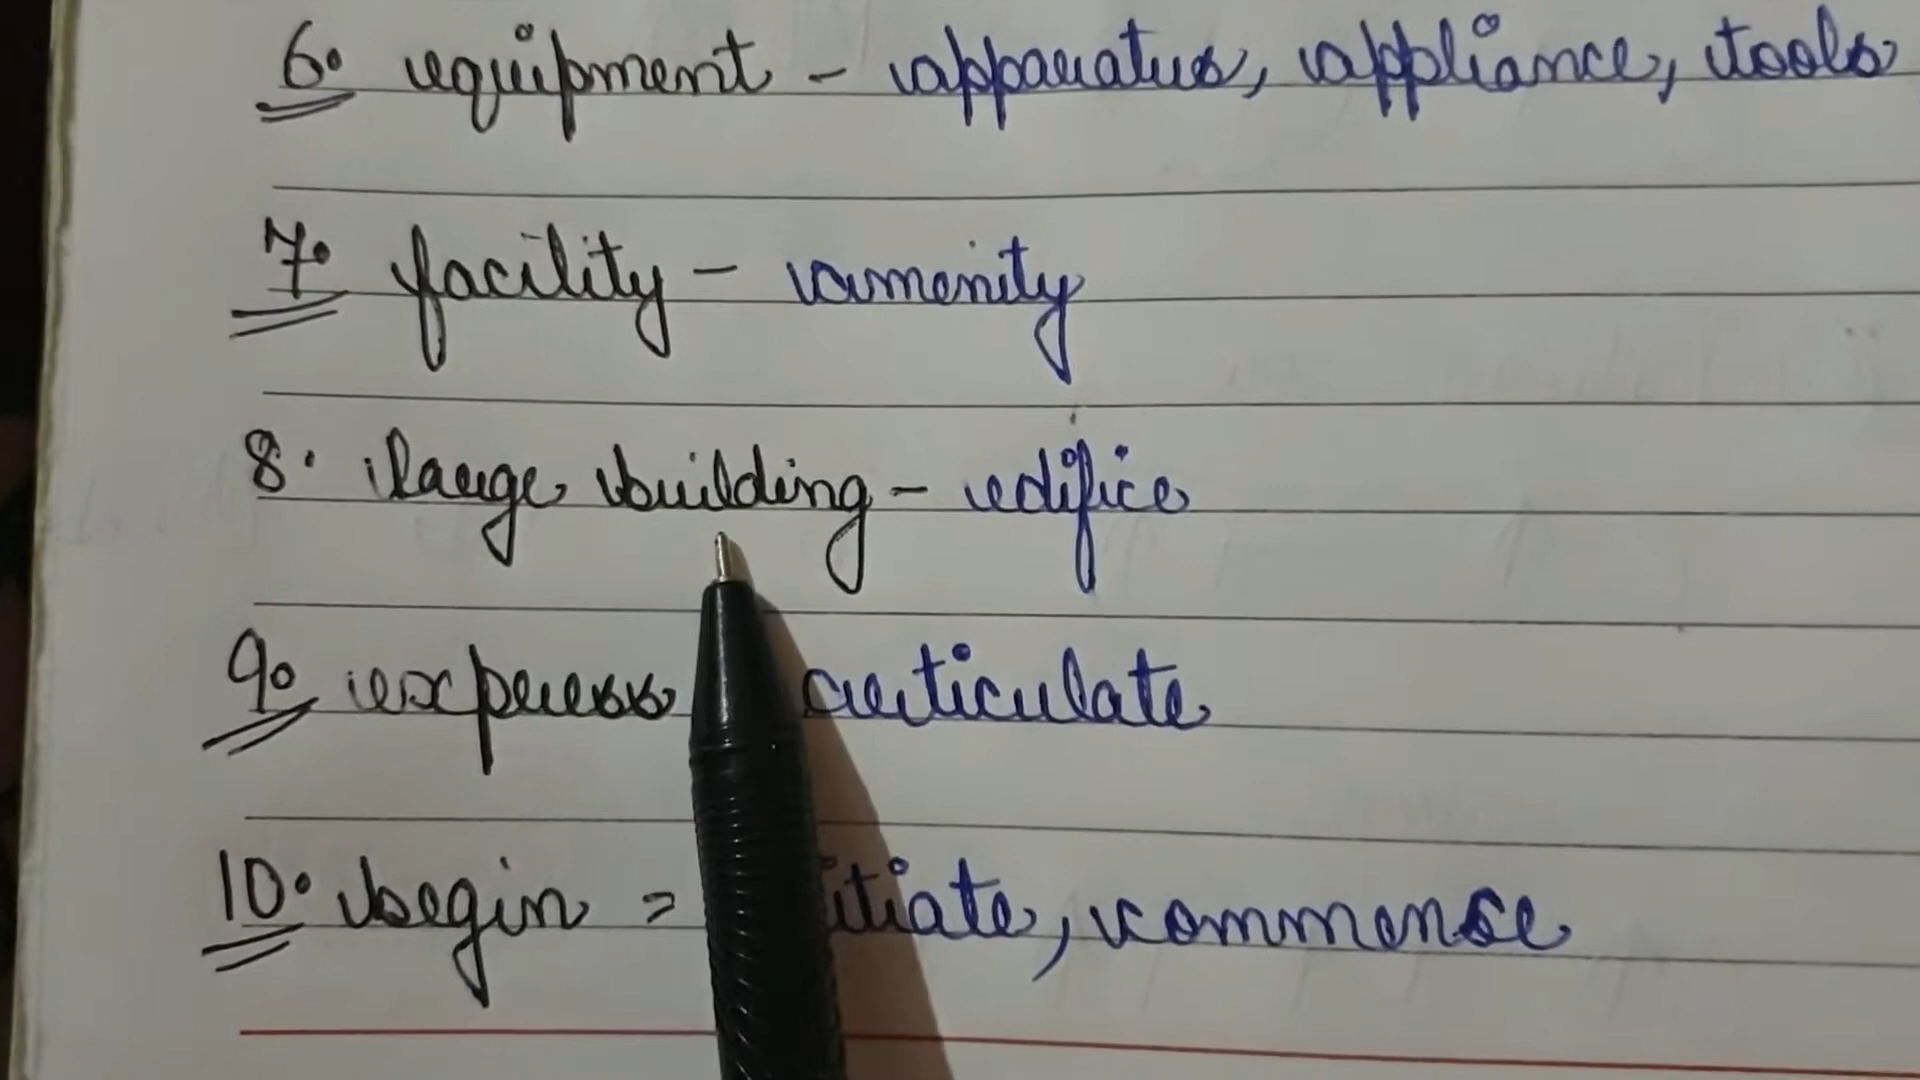 6. equipment - apparatus, appliance, tools
7. facility - amenity
8. large building - edifice
9. express articulate
10. begin = itiate, commense